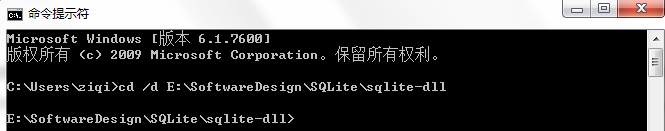 命令提示符
Microsoft Windows [版本 6.1.7600]
版权所有 (c) 2009 Microsoft Corporation。保留所有权利。
C:\Users\ziqi>cd /d E:\SoftwareDesign\SQLite\sqlite-dll
E:\SoftwareDesign\SQLite\sqlite-dll>